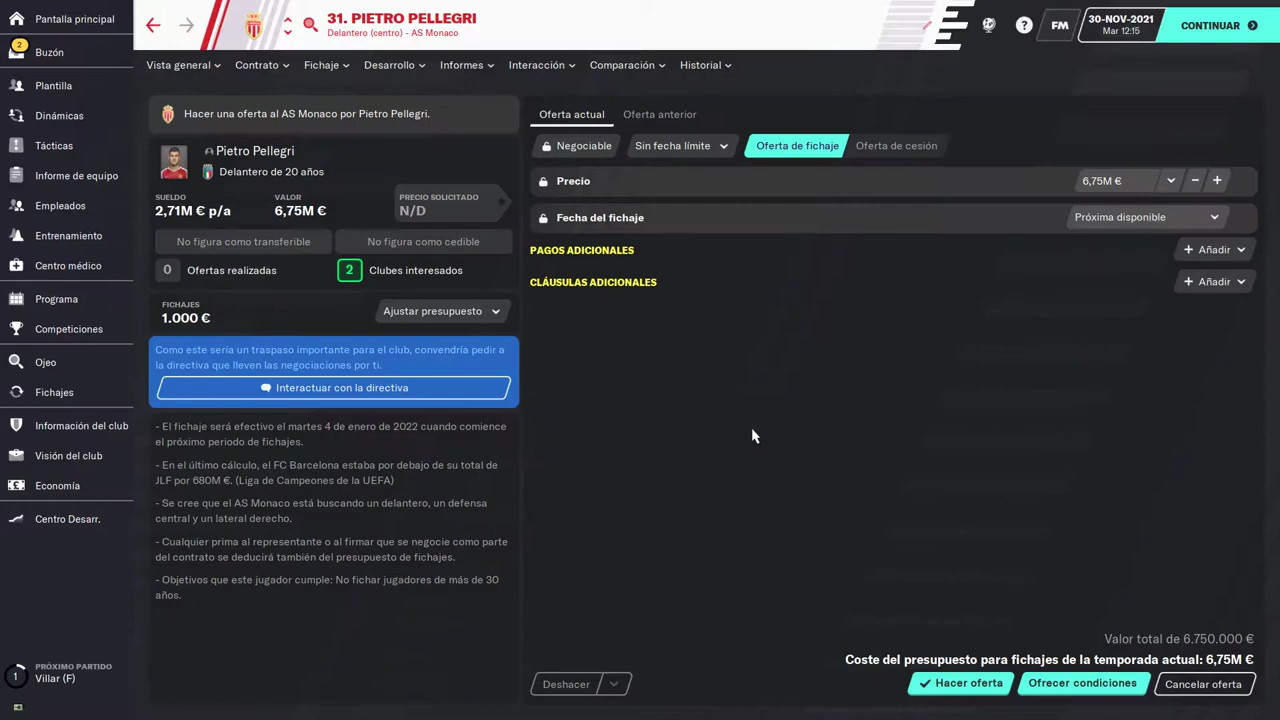 Pantalla principal
2
Buzón
Plantilla
Dinámicas
Tácticas
Informe de equipo
Empleados
Entrenamiento
Centro médico
Programa
Competiciones
Ojeo
Fichajes
Información del club
Visión del club
Economía
Centro Desarr.
1
PRÓXIMO PARTIDO
Villar (F)
31. PIETRO PELLEGRI
Delantero (centro) - AS Monaco
?
FM
30-NOV-2021
Mar 12:15
CONTINUAR
Vista general
Contrato
Fichaje
Desarrollo
Informes
Interacción
Comparación
Historial
Hacer una oferta al AS Monaco por Pietro Pellegri.
Pietro Pellegri
Delantero de 20 años
SUELDO
2,71M € p/a
VALOR
6,75M €
PRECIO SOLICITADO
N/D
No figura como transferible
No figura como cedible
0 Ofertas realizadas
2 Clubes interesados
FICHAJES
1.000 €
Ajustar presupuesto
Como este sería un traspaso importante para el club, convendría pedir a
la directiva que lleven las negociaciones por ti.
Interactuar con la directiva
- El fichaje será efectivo el martes 4 de enero de 2022 cuando comience
el próximo periodo de fichajes.
- En el último cálculo, el FC Barcelona estaba por debajo de su total de
JLF por 680M €. (Liga de Campeones de la UEFA)
- Se cree que el AS Monaco está buscando un delantero, un defensa
central y un lateral derecho.
- Cualquier prima al representante o al firmar que se negocie como parte
del contrato se deducirá también del presupuesto de fichajes.
- Objetivos que este jugador cumple: No fichar jugadores de más de 30
años.
Oferta actual
Oferta anterior
Negociable
Sin fecha límite
Oferta de fichaje
Oferta de cesión
Precio
6,75M €
Fecha del fichaje
Próxima disponible
PAGOS ADICIONALES
+ Añadir
CLÁUSULAS ADICIONALES
+ Añadir
Valor total de 6.750.000 €
Coste del presupuesto para fichajes de la temporada actual: 6,75M €
Deshacer
Hacer oferta
Ofrecer condiciones
Cancelar oferta